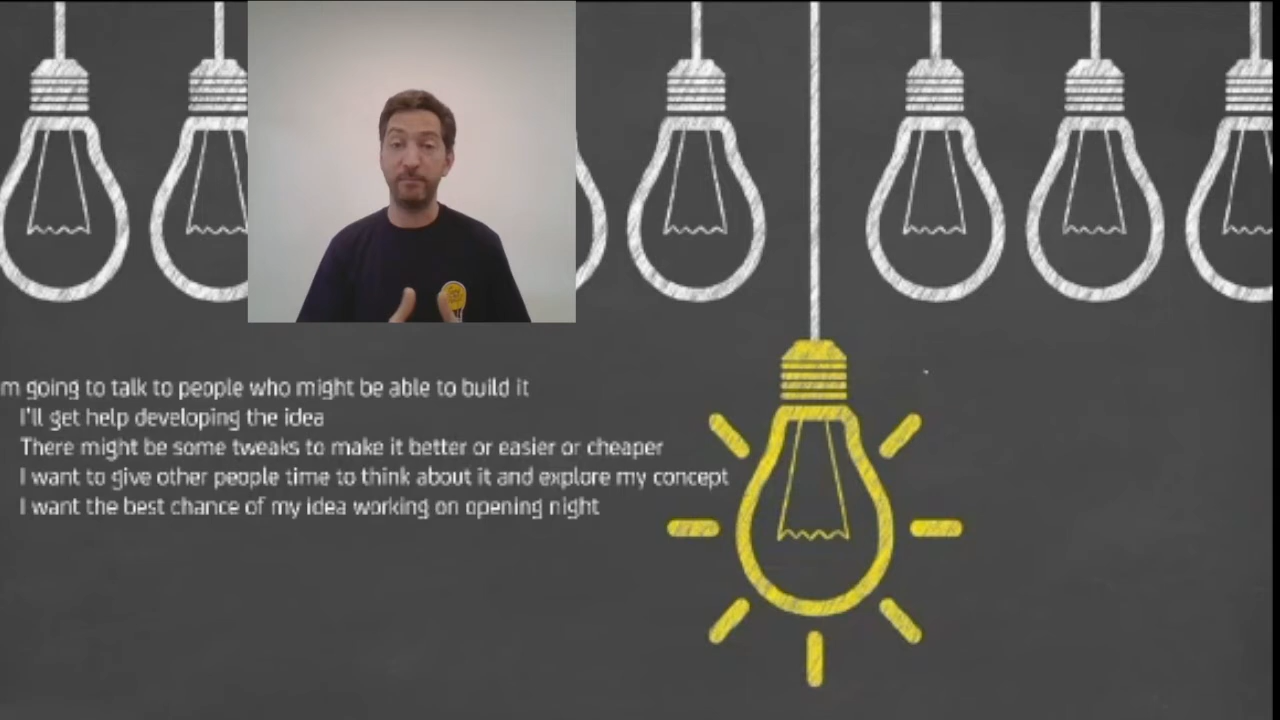 m going to talk to people who might be able to build it
I'll get help developing the idea
There might be some tweaks to make it better or easier or cheaper
I want to give other people time to think about it and explore my concept
I want the best chance of my idea working on opening night